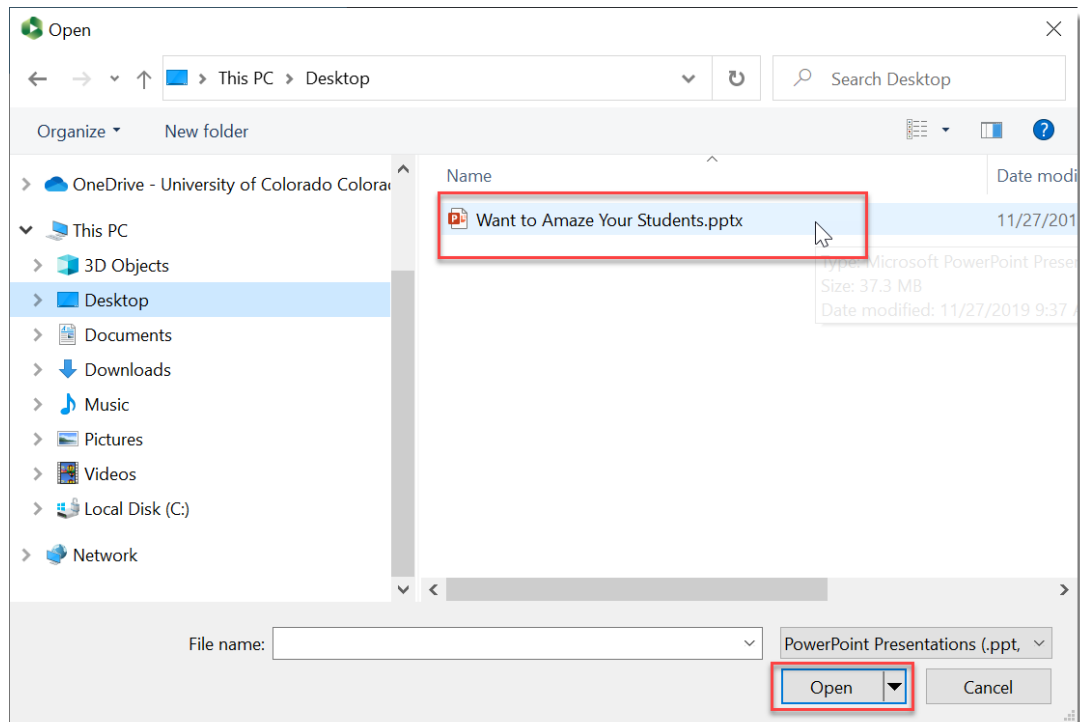 Open
This PC > Desktop
Search Desktop
Organize
New folder
?
Name
Date modi
OneDrive - University of Colorado Colora
This PC
3D Objects
Desktop
Documents
Downloads
Music
Pictures
Videos
Local Disk (C:)
Network
Want to Amaze Your Students.pptx
11/27/201
Type: Microsoft PowerPoint Prese
Size: 37.3 MB
Date modified: 11/27/2019 9:37
File name:
PowerPoint Presentations (.ppt,
Open
Cancel